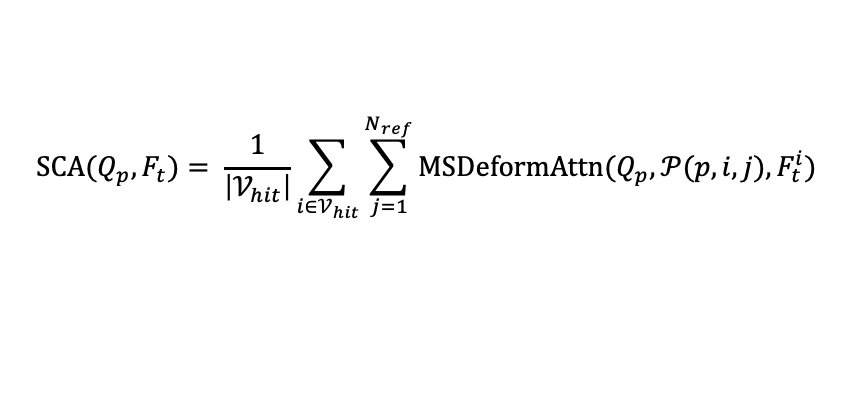 SCA(Q_p, F_t) = \frac{1}{|\mathcal{V}_{hit}|} \sum_{i \in \mathcal{V}_{hit}} \sum_{j=1}^{N_{ref}} MSDeformAttn(Q_p, \mathcal{P}(p, i, j), F_t^i)